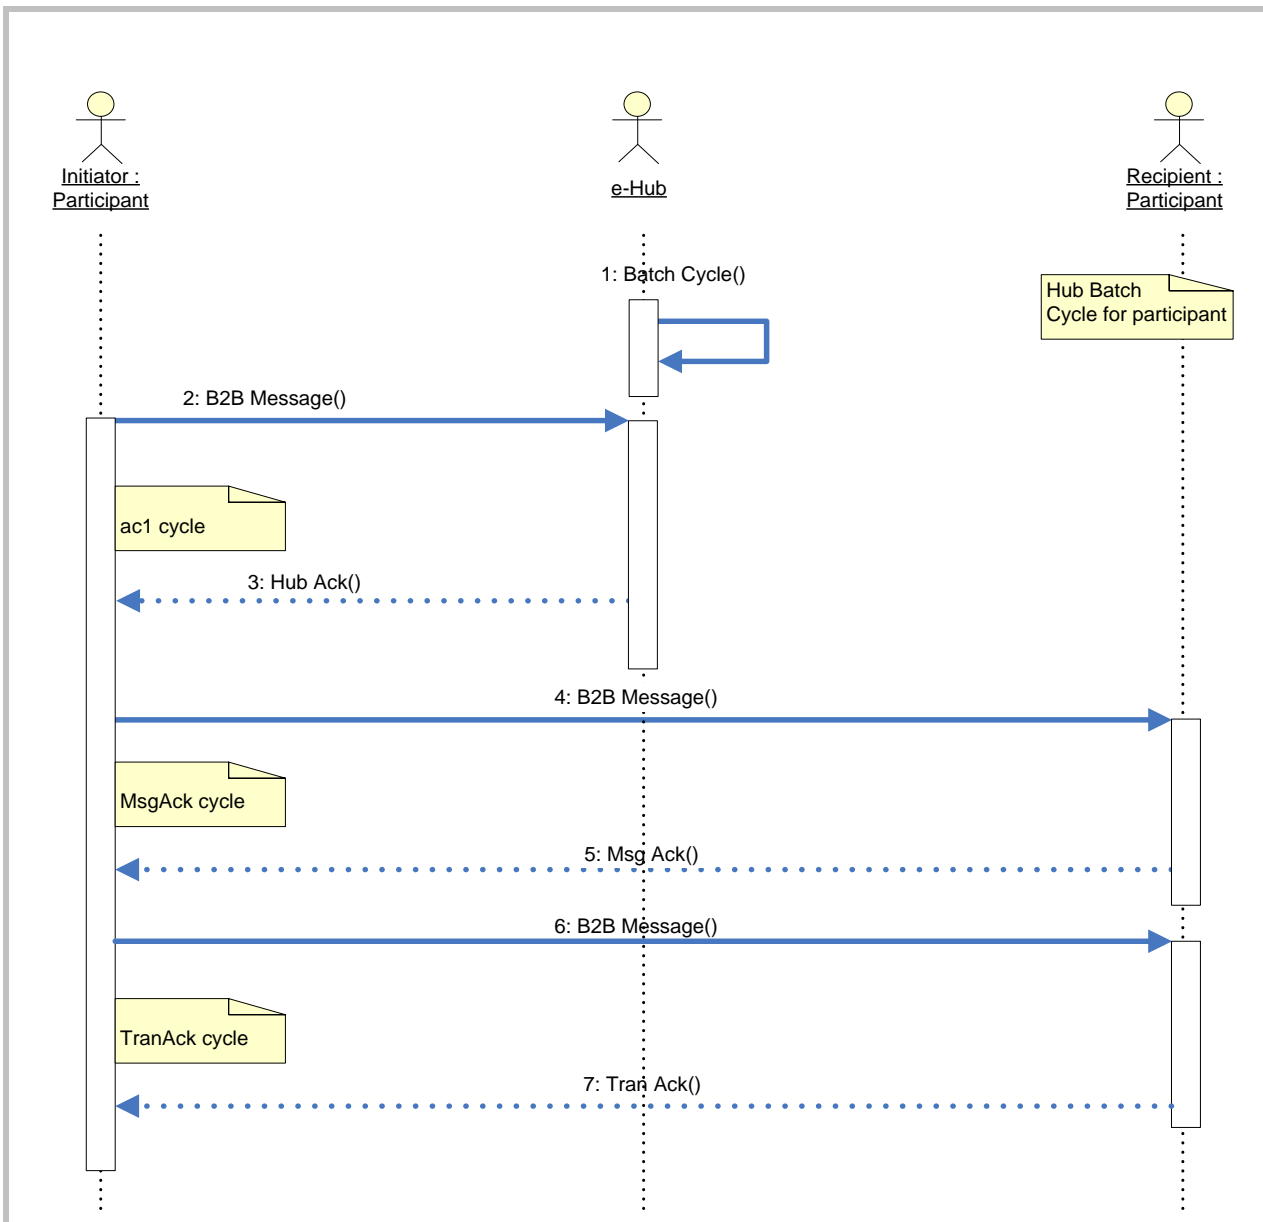 Initiator :
Participant
e-Hub
Recipient :
Participant
1: Batch Cycle()
Hub Batch
Cycle for participant
2: B2B Message()
ac1 cycle
3: Hub Ack()
4: B2B Message()
MsgAck cycle
5: Msg Ack()
6: B2B Message()
TranAck cycle
7: Tran Ack()